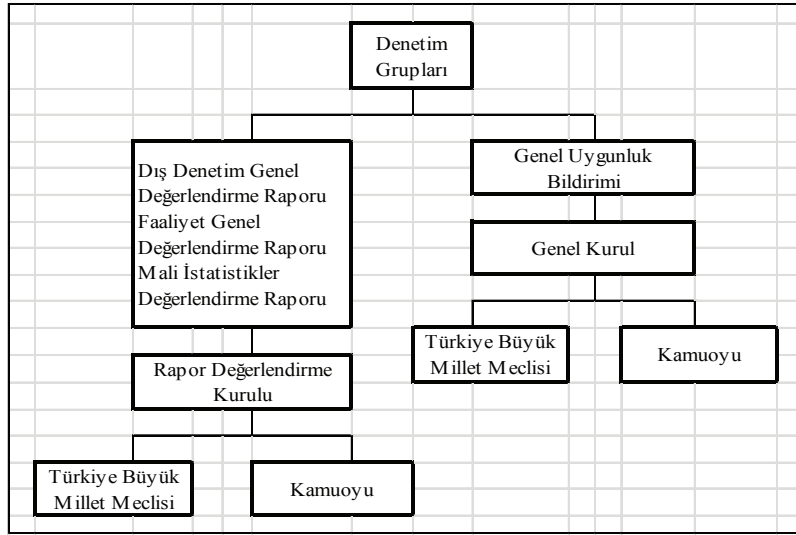 Denetim
Grupları
Dış Denetim Genel
Değerlendirme Raporu
Faaliyet Genel
Değerlendirme Raporu
Mali İstatistikler
Değerlendirme Raporu
Genel Uygunluk
Bildirimi
Genel Kurul
Türkiye Büyük
Millet Meclisi
Kamuoyu
Rapor Değerlendirme
Kurulu
Türkiye Büyük
Millet Meclisi
Kamuoyu